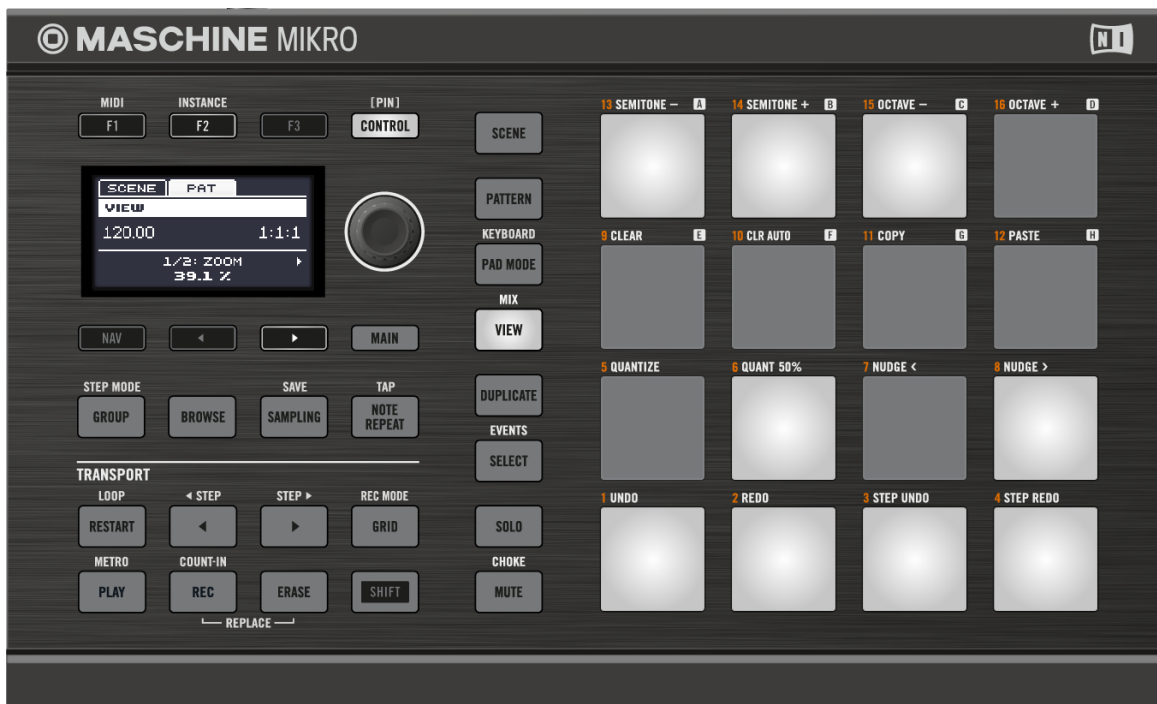 MASCHINE MIKRO
NI
MIDI INSTANCE [PIN]
F1 F2 F3 CONTROL
SCENE PAT
VIEW
120.00 1:1:1
1/2: ZOOM
39.1 %
NAV MAIN
STEP MODE SAVE TAP
GROUP BROWSE SAMPLING NOTE REPEAT
TRANSPORT
LOOP ◀ STEP STEP ▶ REC MODE
RESTART ◀ ▶ GRID
METRO COUNT-IN
PLAY REC ERASE SHIFT
REPLACE
SCENE
PATTERN
KEYBOARD
PAD MODE
MIX
VIEW
DUPLICATE
EVENTS
SELECT
SOLO
CHOKE
MUTE
13 SEMITONE – A 14 SEMITONE + B 15 OCTAVE – C 16 OCTAVE + D
9 CLEAR E 10 CLR AUTO F 11 COPY G 12 PASTE H
5 QUANTIZE 6 QUANT 50% 7 NUDGE < 8 NUDGE >
1 UNDO 2 REDO 3 STEP UNDO 4 STEP REDO